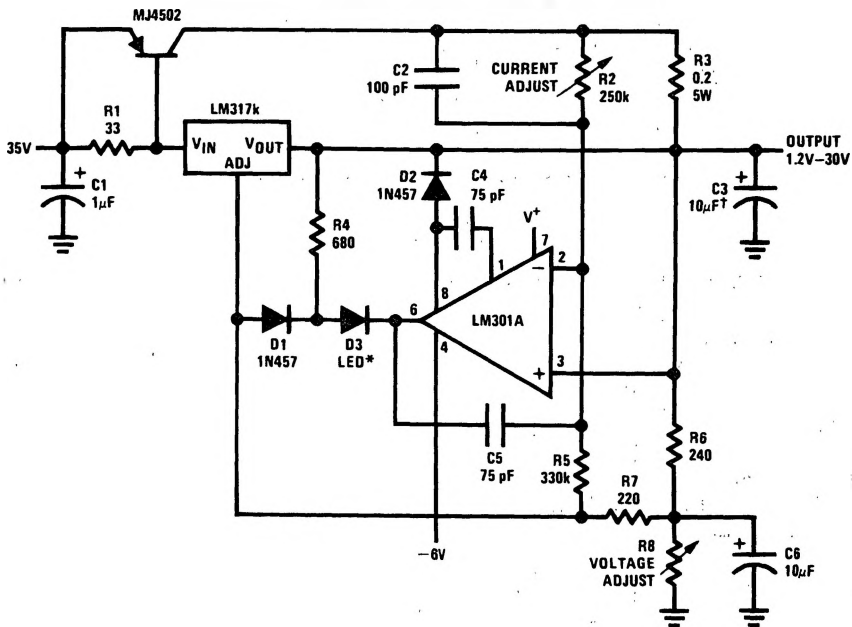 MJ4502
C2
100 pF
CURRENT
ADJUST
R2
250k
R3
0.2
5W
R1
33
LM317k
35V
VIN
VOUT
ADJ
OUTPUT
1.2V–30V
C1
1µF
+
D2
1N457
C4
75 pF
V+
+
C3
10µF†
R4
680
7
1
2
−
8
6
LM301A
D1
1N457
D3
LED*
4
3
+
C5
75 pF
R5
330k
R6
240
R7
220
−6V
R8
VOLTAGE
ADJUST
+
C6
10µF